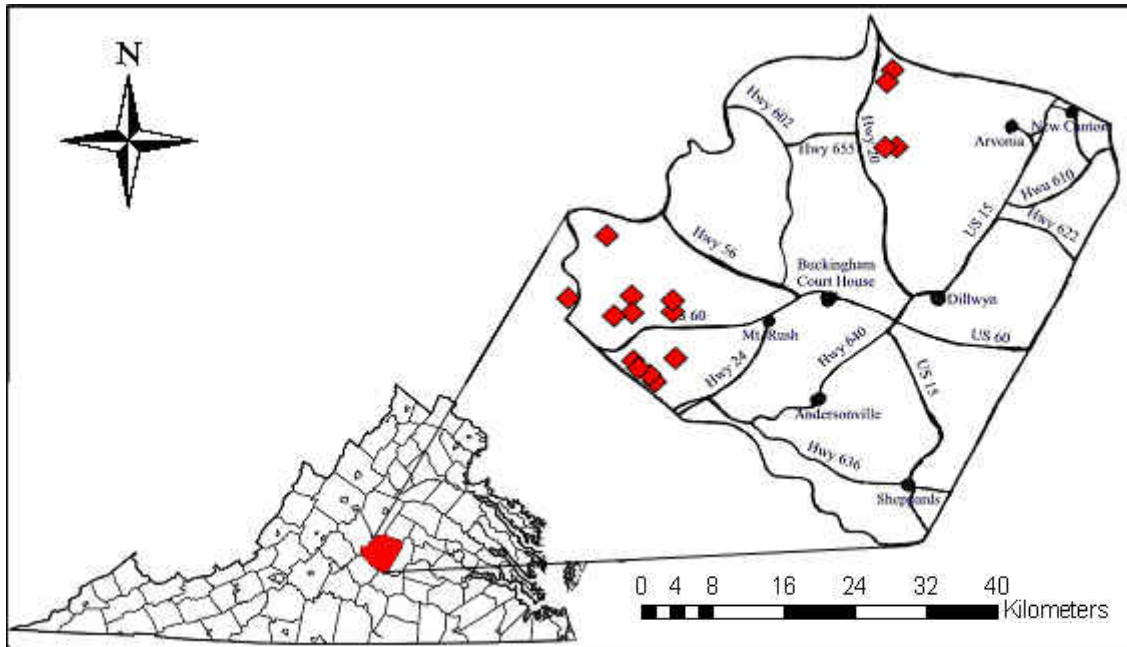 N
Hwy 602
Hwy 20
New Canton
Arvonia
Hwy 655
Hwu 610
US 15
Hwy 622
Hwy 56
Buckingham
Court House
Dillwyn
S 60
Mt. Rush
US 60
Hwy 640
Hwy 24
US 15
Andersonville
Hwy 636
Sheppards
0 4 8 16 24 32 40
Kilometers